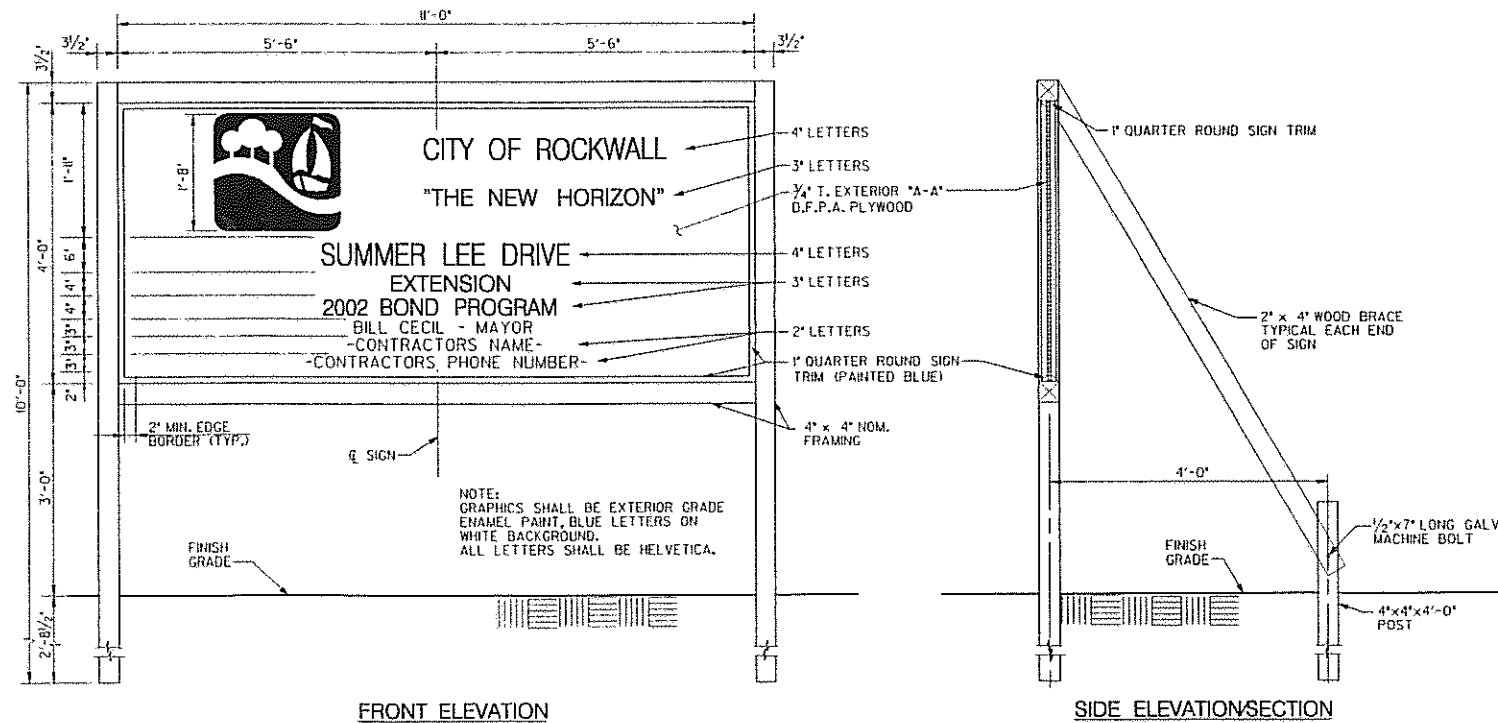 11'-0"
3½"
5'-6"
5'-6"
3½"
3½"
10'-0"
4'-0"
3'-0"
2'-8½"
1'-11"
6"
4"
4"
3"
3"
3"
2"
1'-8"
CITY OF ROCKWALL
"THE NEW HORIZON"
SUMMER LEE DRIVE
EXTENSION
2002 BOND PROGRAM
BILL CECIL - MAYOR
-CONTRACTORS NAME-
-CONTRACTORS PHONE NUMBER-
4" LETTERS
3" LETTERS
¾" T. EXTERIOR "A-A"
D.F.P.A. PLYWOOD
4" LETTERS
3" LETTERS
2" LETTERS
1" QUARTER ROUND SIGN
TRIM (PAINTED BLUE)
4" x 4" NOM.
FRAMING
2" MIN. EDGE
BORDER (TYP.)
℄ SIGN
NOTE:
GRAPHICS SHALL BE EXTERIOR GRADE
ENAMEL PAINT, BLUE LETTERS ON
WHITE BACKGROUND.
ALL LETTERS SHALL BE HELVETICA.
FINISH
GRADE
FRONT ELEVATION
1" QUARTER ROUND SIGN TRIM
2" x 4" WOOD BRACE
TYPICAL EACH END
OF SIGN
4'-0"
½"x7" LONG GALV
MACHINE BOLT
FINISH
GRADE
4"x4"x4'-0"
POST
SIDE ELEVATION/SECTION